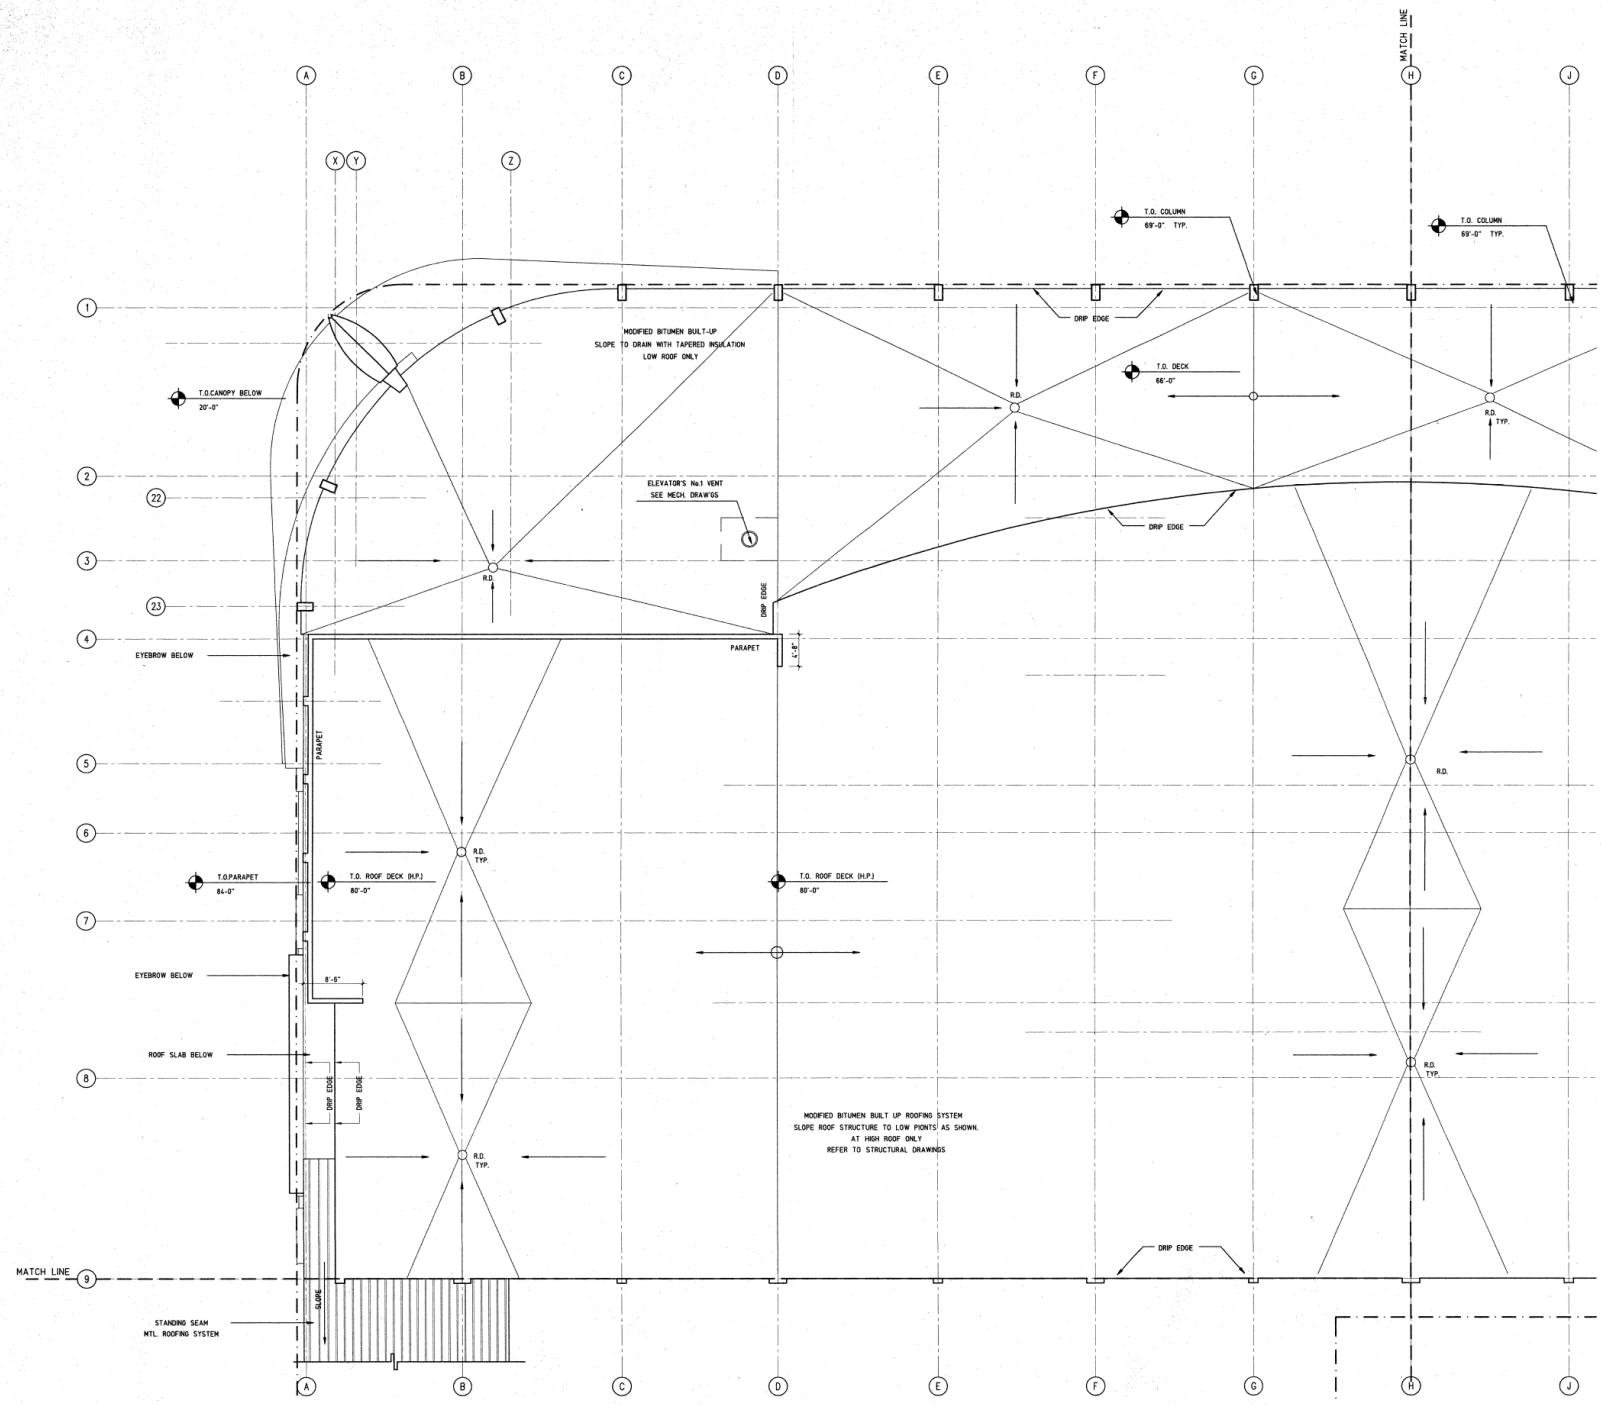 MATCH LINE
A B C D E F G H J
X Y Z
T.O. COLUMN
69'-0" TYP.
T.O. COLUMN
69'-0" TYP.
1
DRIP EDGE
MODIFIED BITUMEN BUILT-UP
SLOPE TO DRAIN WITH TAPERED INSULATION
LOW ROOF ONLY
T.O. DECK
66'-0"
T.O.CANOPY BELOW
20'-0"
R.D.
R.D.
TYP.
2
22
ELEVATOR'S No.1 VENT
SEE MECH. DRAW'GS
DRIP EDGE
3
R.D.
DRIP EDGE
23
4
PARAPET
4'-8"
EYEBROW BELOW
PARAPET
5
R.D.
6
R.D.
TYP.
T.O.PARAPET
84-0"
T.O. ROOF DECK (H.P.)
80'-0"
T.O. ROOF DECK (H.P.)
80'-0"
7
EYEBROW BELOW
8'-6"
ROOF SLAB BELOW
8
DRIP EDGE
DRIP EDGE
R.D.
TYP.
MODIFIED BITUMEN BUILT UP ROOFING SYSTEM
SLOPE ROOF STRUCTURE TO LOW PIONTS AS SHOWN.
AT HIGH ROOF ONLY
REFER TO STRUCTURAL DRAWINGS
R.D.
TYP.
DRIP EDGE
MATCH LINE
9
SLOPE
STANDING SEAM
MTL. ROOFING SYSTEM
A B C D E F G H J